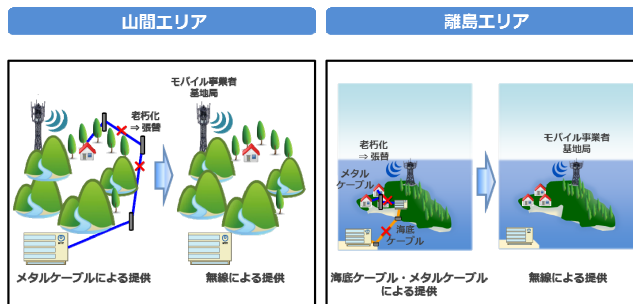 山間エリア
離島エリア
老朽化
⇒ 張替
モバイル事業者
基地局
メタルケーブルによる提供
無線による提供
老朽化
⇒ 張替
メタル
ケーブル
海底
ケーブル
モバイル事業者
基地局
海底ケーブル・メタルケーブル
による提供
無線による提供